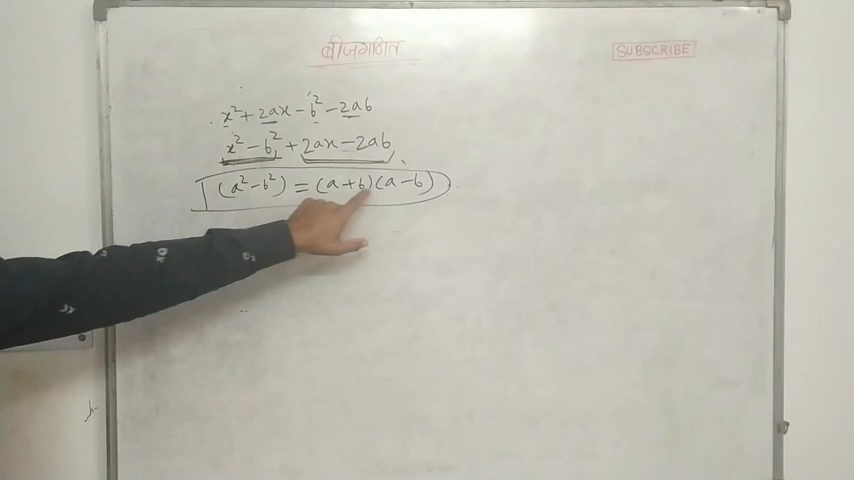 बीजगणित
SUBSCRIBE
x² + 2ax - b² - 2ab
x² - b² + 2ax - 2ab
(a² - b²) = (a + b)(a - b)